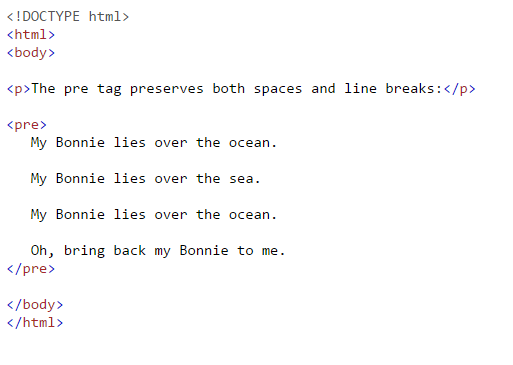 <!DOCTYPE html>
<html>
<body>
<p>The pre tag preserves both spaces and line breaks:</p>
<pre>
   My Bonnie lies over the ocean.
   My Bonnie lies over the sea.
   My Bonnie lies over the ocean.
   Oh, bring back my Bonnie to me.
</pre>
</body>
</html>